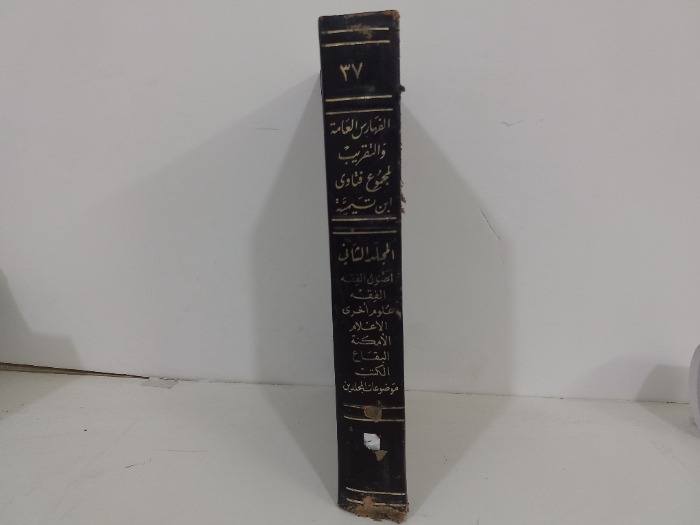 ٣٧
الفهارس العامة
والتقريب
لمجموع فتاوى
ابن تيميّة
المجلد الثاني
أصول الفقه
الفقه
علوم أخرى
الأعلام
الأمكنة
البقاع
الكتب
موضوعات المجلدين